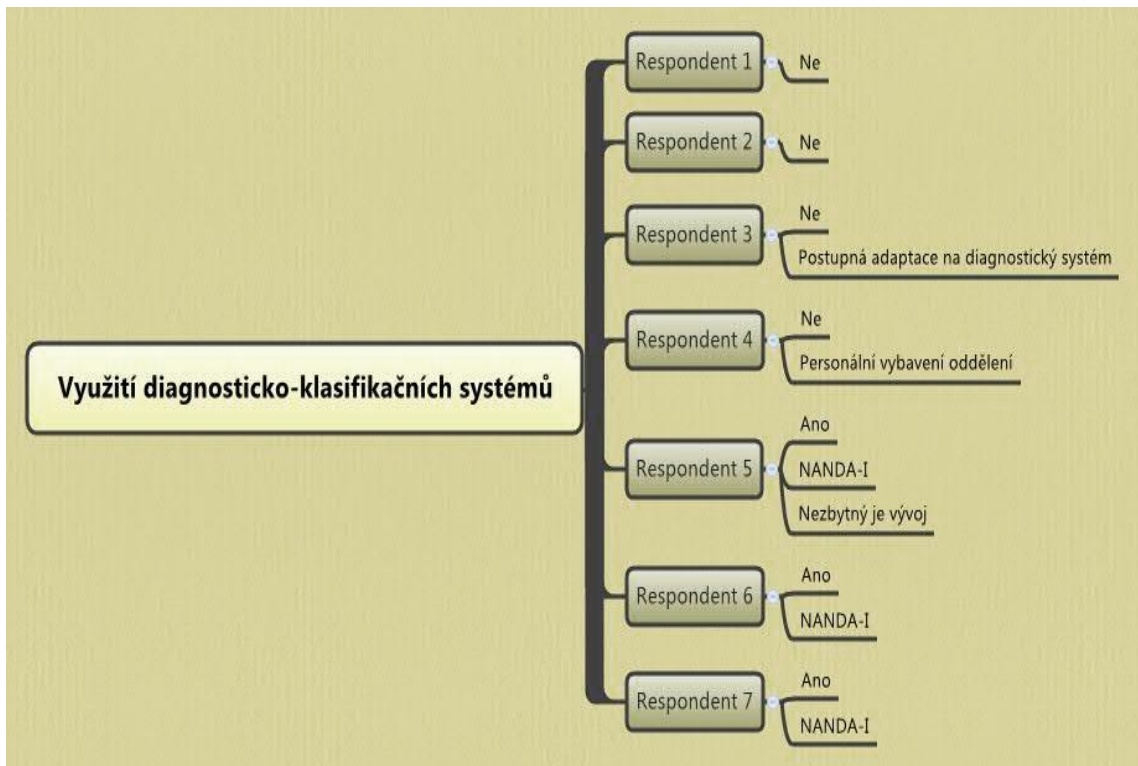 Využití diagnosticko-klasifikačních systémů
Respondent 1
Ne
Respondent 2
Ne
Respondent 3
Ne
Postupná adaptace na diagnostický systém
Respondent 4
Ne
Personální vybavení oddělení
Respondent 5
Ano
NANDA-I
Nezbytný je vývoj
Respondent 6
Ano
NANDA-I
Respondent 7
Ano
NANDA-I